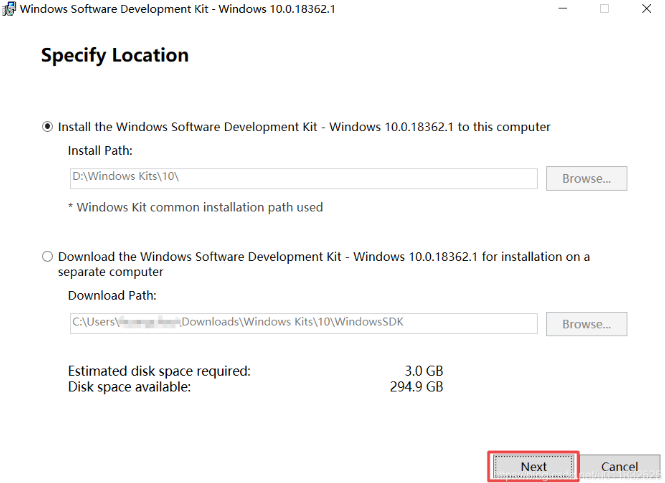 Windows Software Development Kit - Windows 10.0.18362.1
Specify Location
Install the Windows Software Development Kit - Windows 10.0.18362.1 to this computer
Install Path:
D:\Windows Kits\10\
Browse...
* Windows Kit common installation path used
Download the Windows Software Development Kit - Windows 10.0.18362.1 for installation on a
separate computer
Download Path:
C:\Users\ \Downloads\Windows Kits\10\WindowsSDK
Browse...
Estimated disk space required: 3.0 GB
Disk space available: 294.9 GB
Next
Cancel